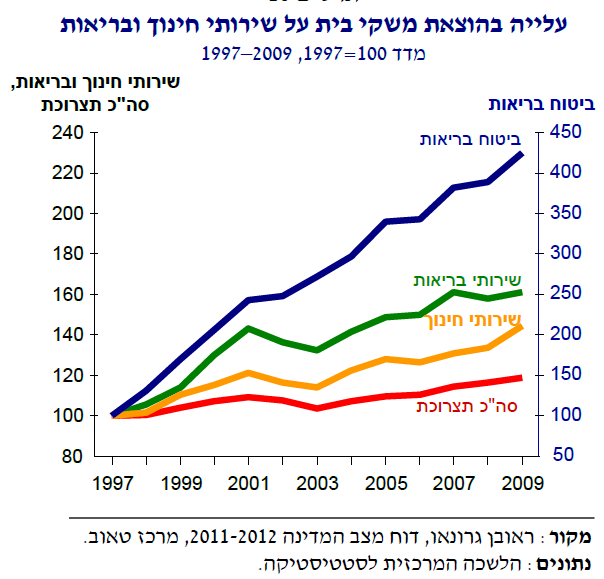 עלייה בהוצאת משקי בית על שירותי חינוך ובריאות
מדד 100=1997, 1997–2009
שירותי חינוך ובריאות,
סה"כ תצרוכת
ביטוח בריאות
240
220
200
180
160
140
120
100
80
450
400
350
300
250
200
150
100
50
ביטוח בריאות
שירותי בריאות
שירותי חינוך
סה"כ תצרוכת
1997 1999 2001 2003 2005 2007 2009
מקור: ראובן גרונאו, דוח מצב המדינה 2011-2012, מרכז טאוב.
נתונים: הלשכה המרכזית לסטטיסטיקה.